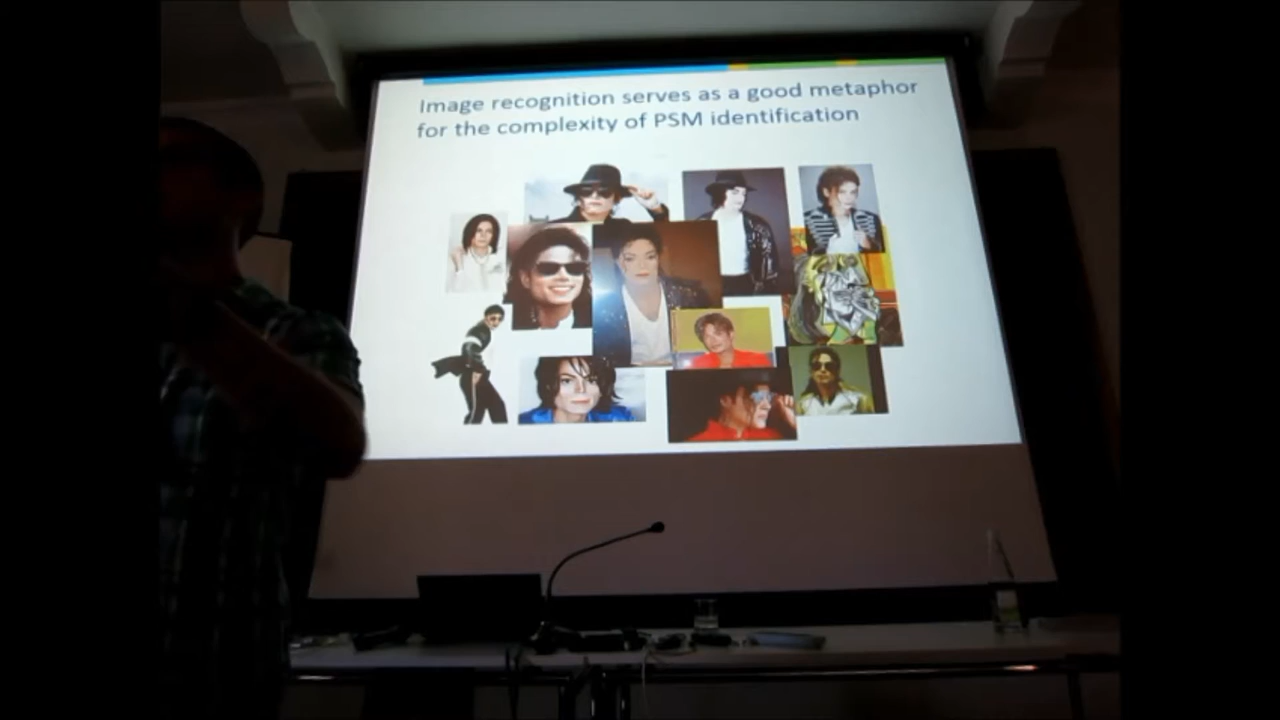 Image recognition serves as a good metaphor
for the complexity of PSM identification